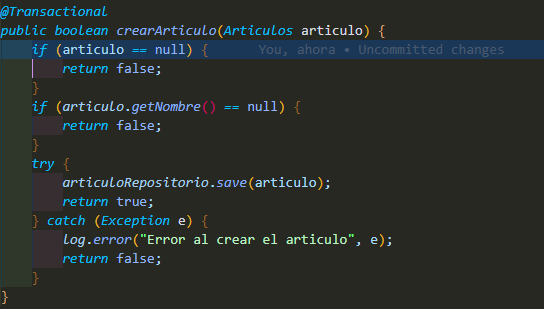 @Transactional
public boolean crearArticulo(Articulos articulo) {
    if (articulo == null) {        You, ahora • Uncommitted changes
        return false;
    }
    if (articulo.getNombre() == null) {
        return false;
    }
    try {
        articuloRepositorio.save(articulo);
        return true;
    } catch (Exception e) {
        log.error("Error al crear el articulo", e);
        return false;
    }
}